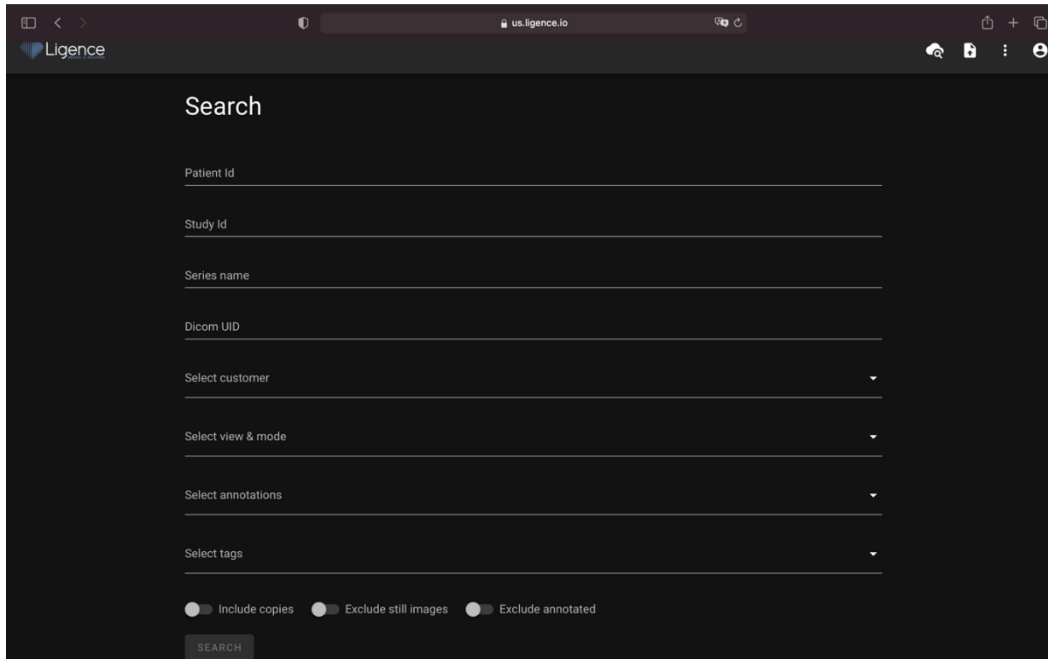 us.ligence.io
Ligence
Search
Patient Id
Study Id
Series name
Dicom UID
Select customer
Select view & mode
Select annotations
Select tags
Include copies Exclude still images Exclude annotated
SEARCH